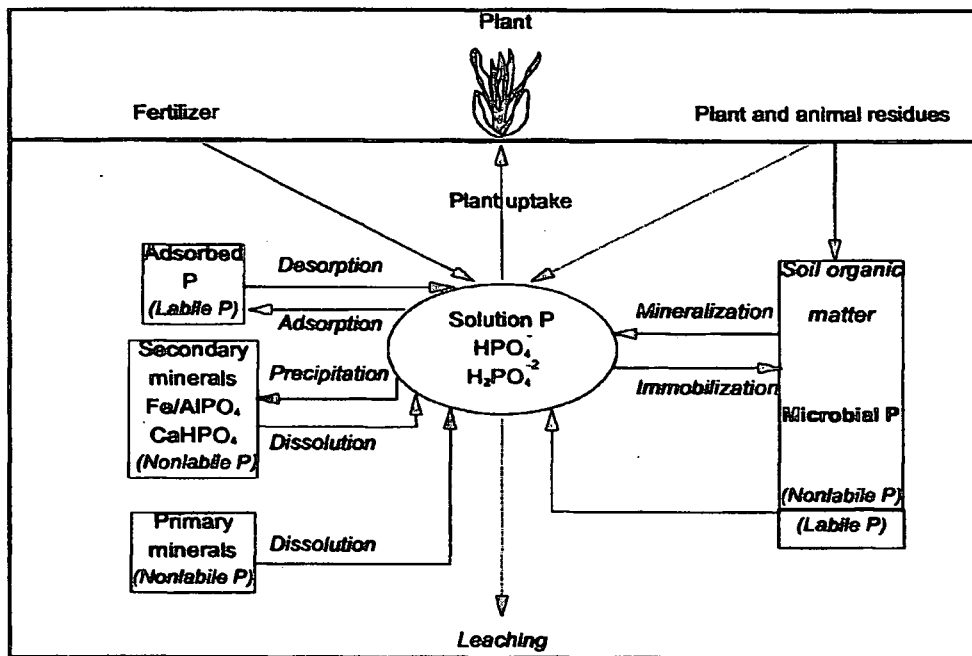 Plant
Fertilizer
Plant and animal residues
Plant uptake
Adsorbed
P
(Labile P)
Desorption
Adsorption
Secondary
minerals
Fe/AlPO₄
CaHPO₄
(Nonlabile P)
Precipitation
Dissolution
Primary
minerals
(Nonlabile P)
Dissolution
Solution P
HPO₄⁻
H₂PO₄⁻²
Mineralization
Immobilization
Soil organic
matter
Microbial P
(Nonlabile P)
(Labile P)
Leaching